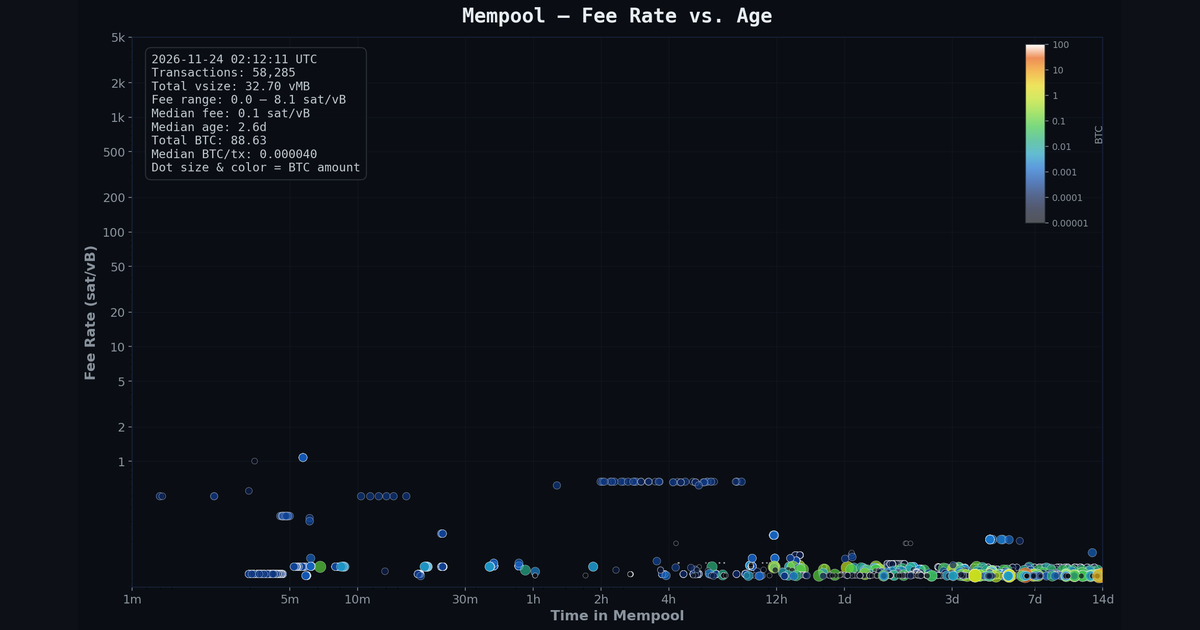 Mempool — Fee Rate vs. Age
2026-11-24 02:12:11 UTC
Transactions: 58,285
Total vsize: 32.70 vMB
Fee range: 0.0 – 8.1 sat/vB
Median fee: 0.1 sat/vB
Median age: 2.6d
Total BTC: 88.63
Median BTC/tx: 0.000040
Dot size & color = BTC amount
5k
2k
1k
500
200
100
50
20
10
5
2
1
Fee Rate (sat/vB)
100
10
1
0.1
0.01
0.001
0.0001
0.00001
BTC
1m 5m 10m 30m 1h 2h 4h 12h 1d 3d 7d 14d
Time in Mempool